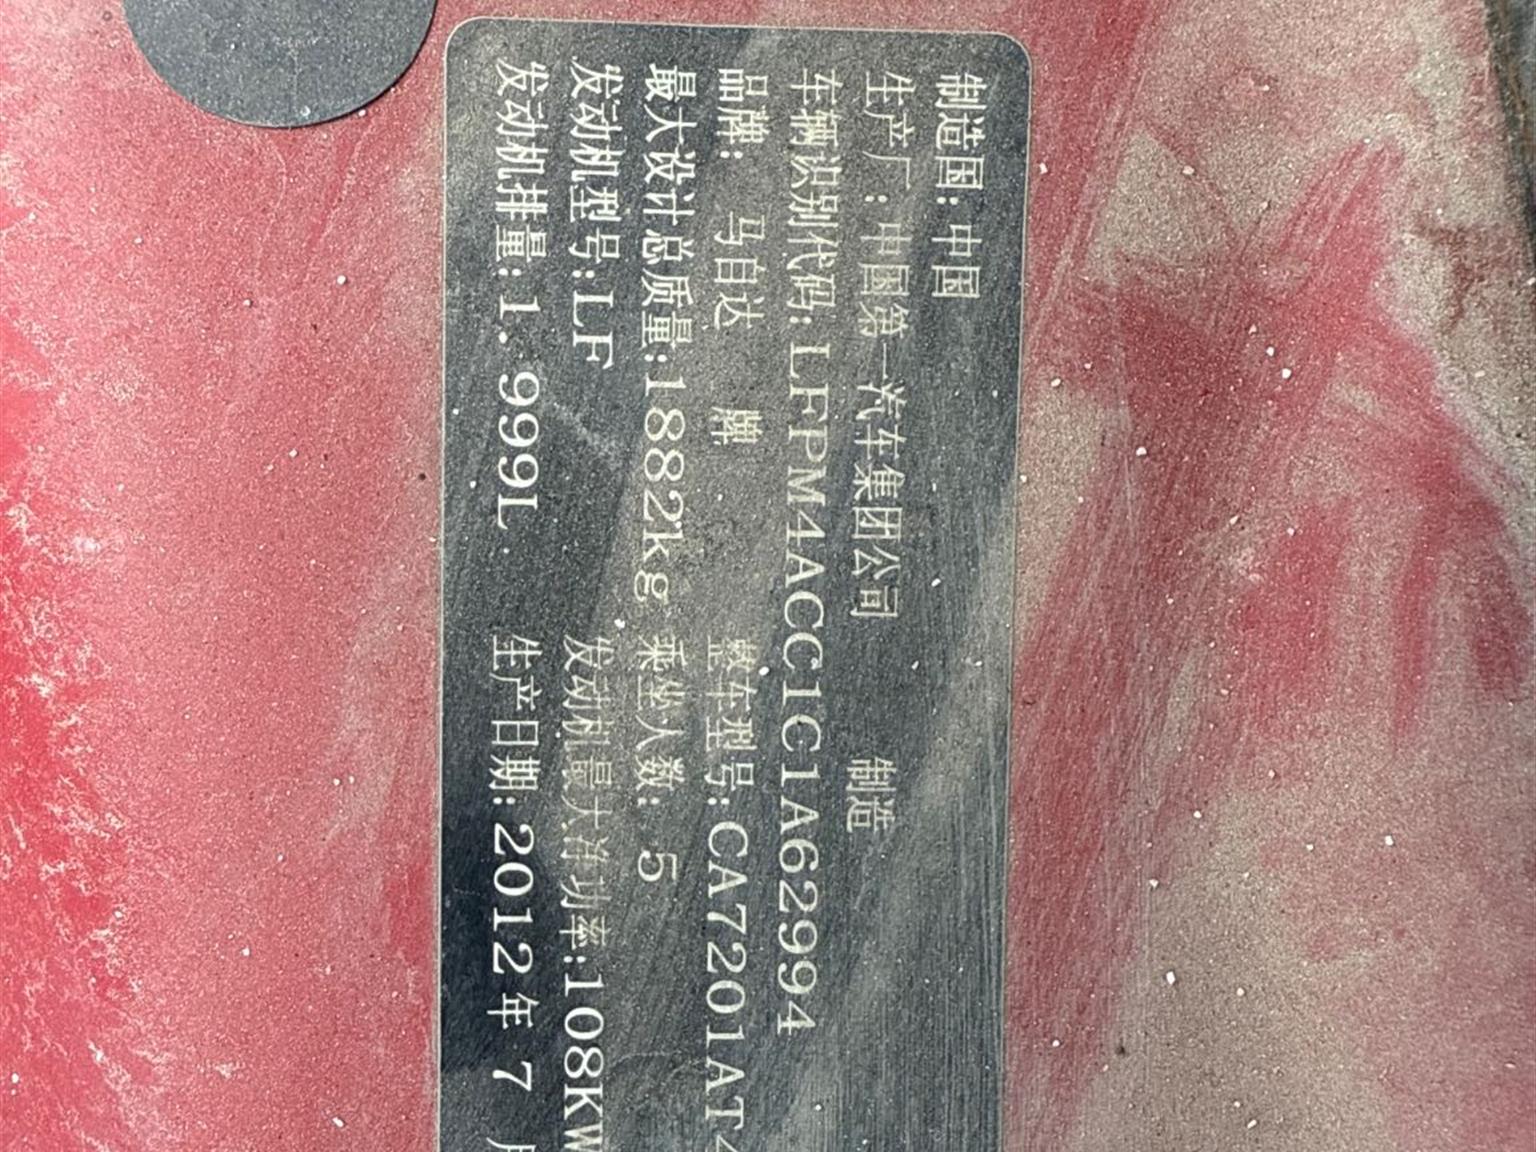 制造国: 中国
生产厂: 中国第一汽车集团公司 制造
车辆识别代码: LFPM4ACC1C1A62994
品牌: 马自达 牌 整车型号:CA7201AT
最大设计总质量:1882kg 乘坐人数: 5
发动机型号:LF 发动机最大净功率:108KW
发动机排量: 1.999L 生产日期: 2012 年 7 月